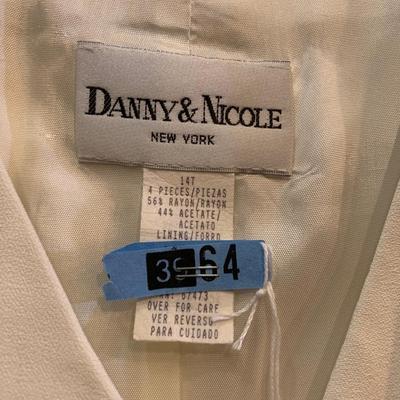 DANNY & NICOLE
NEW YORK
14T
4 PIECES/PIEZAS
56% RAYON/RAYON
44% ACETATE/
ACETATO
LINING/FORRO
64
57473
OVER FOR CARE
VER REVERSO
PARA CUIDADO